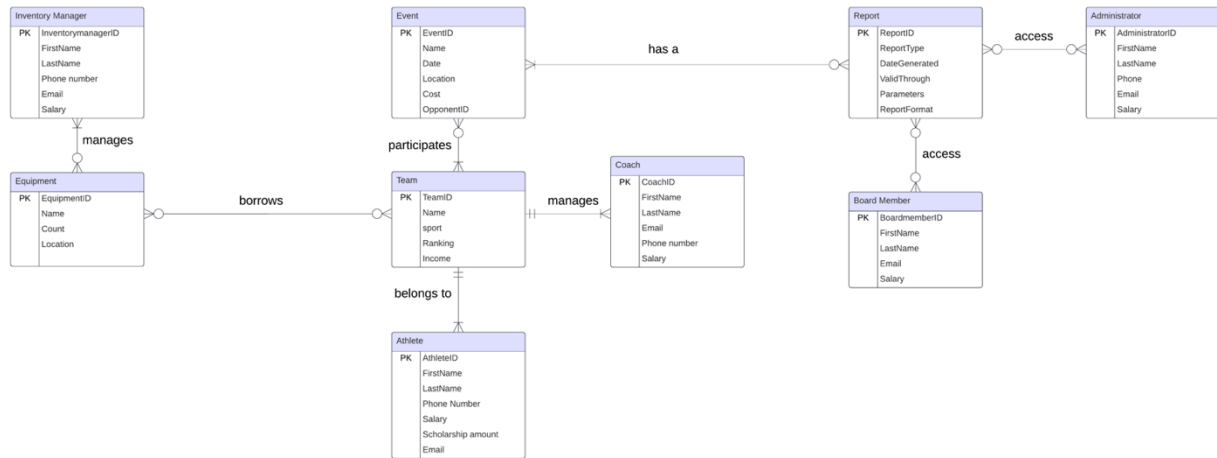 Inventory Manager
PK InventorymanagerID
FirstName
LastName
Phone number
Email
Salary
manages
Equipment
PK EquipmentID
Name
Count
Location
borrows
Event
PK EventID
Name
Date
Location
Cost
OpponentID
participates
Team
PK TeamID
Name
sport
Ranking
Income
belongs to
Athlete
PK AthleteID
FirstName
LastName
Phone Number
Salary
Scholarship amount
Email
manages
Coach
PK CoachID
FirstName
LastName
Email
Phone number
Salary
has a
Report
PK ReportID
ReportType
DateGenerated
ValidThrough
Parameters
ReportFormat
access
Board Member
PK BoardmemberID
FirstName
LastName
Email
Salary
access
Administrator
PK AdministratorID
FirstName
LastName
Phone
Email
Salary